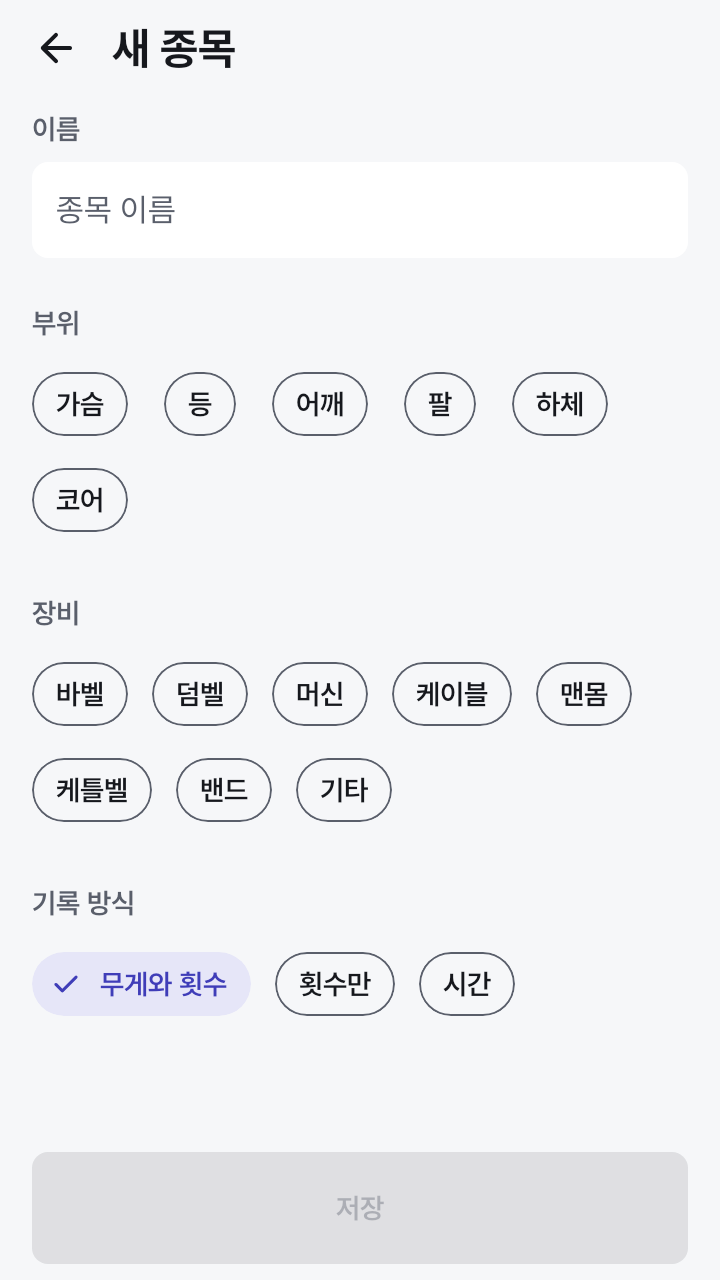 새 종목
이름
종목 이름
부위
가슴 등 어깨 팔 하체
코어
장비
바벨 덤벨 머신 케이블 맨몸
케틀벨 밴드 기타
기록 방식
무게와 횟수 횟수만 시간
저장